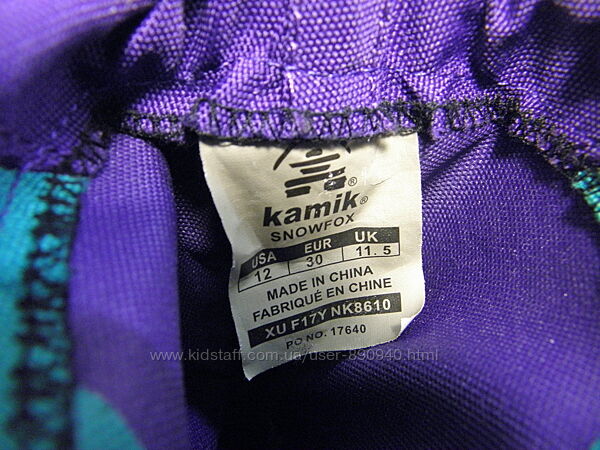 kamik®
SNOWFOX
USA EUR UK
12 30 11.5
MADE IN CHINA
FABRIQUÉ EN CHINE
XU F17Y NK8610
PO NO. 17640
www.kidstaff.com.ua/user-890940.html